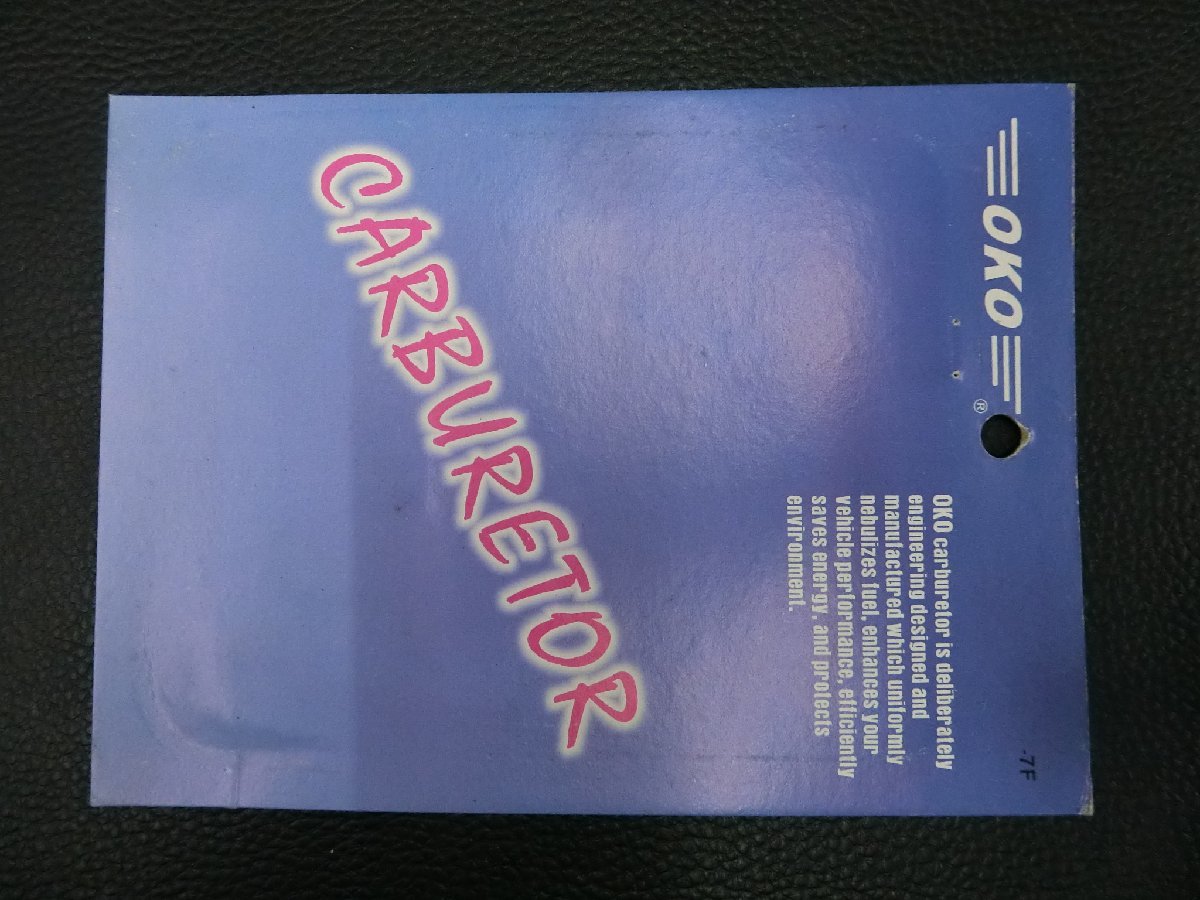 OKO
®
-7F
OKO carburetor is deliberately
engineering designed and
manufactured which uniformly
nebulizes fuel, enhances your
vehicle performance, efficiently
saves energy, and protects
environment.
CARBURETOR